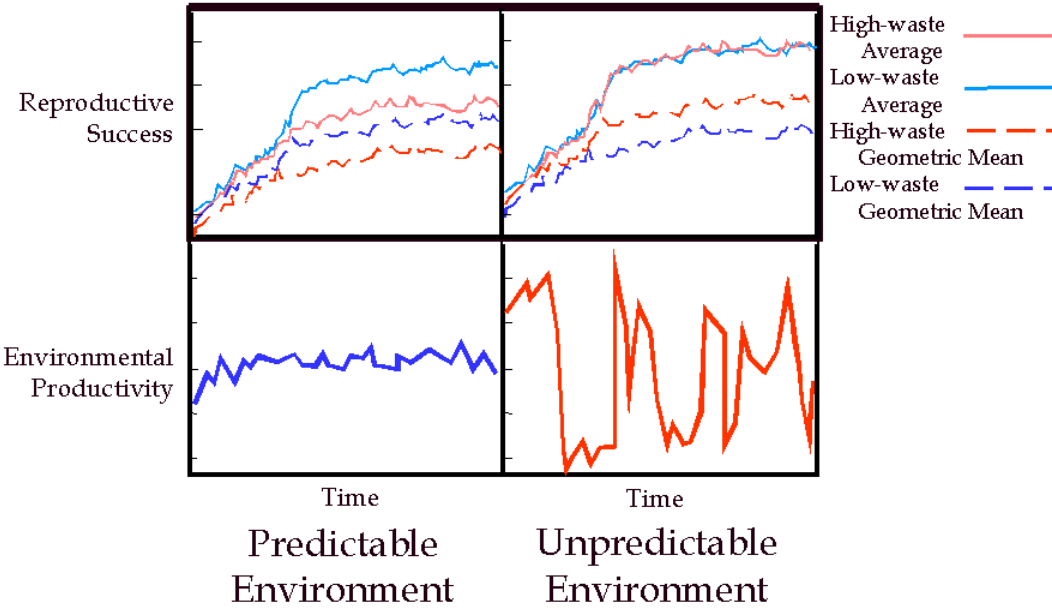 Reproductive
Success
High-waste
Average
Low-waste
Average
High-waste
Geometric Mean
Low-waste
Geometric Mean
Environmental
Productivity
Time
Time
Predictable
Environment
Unpredictable
Environment